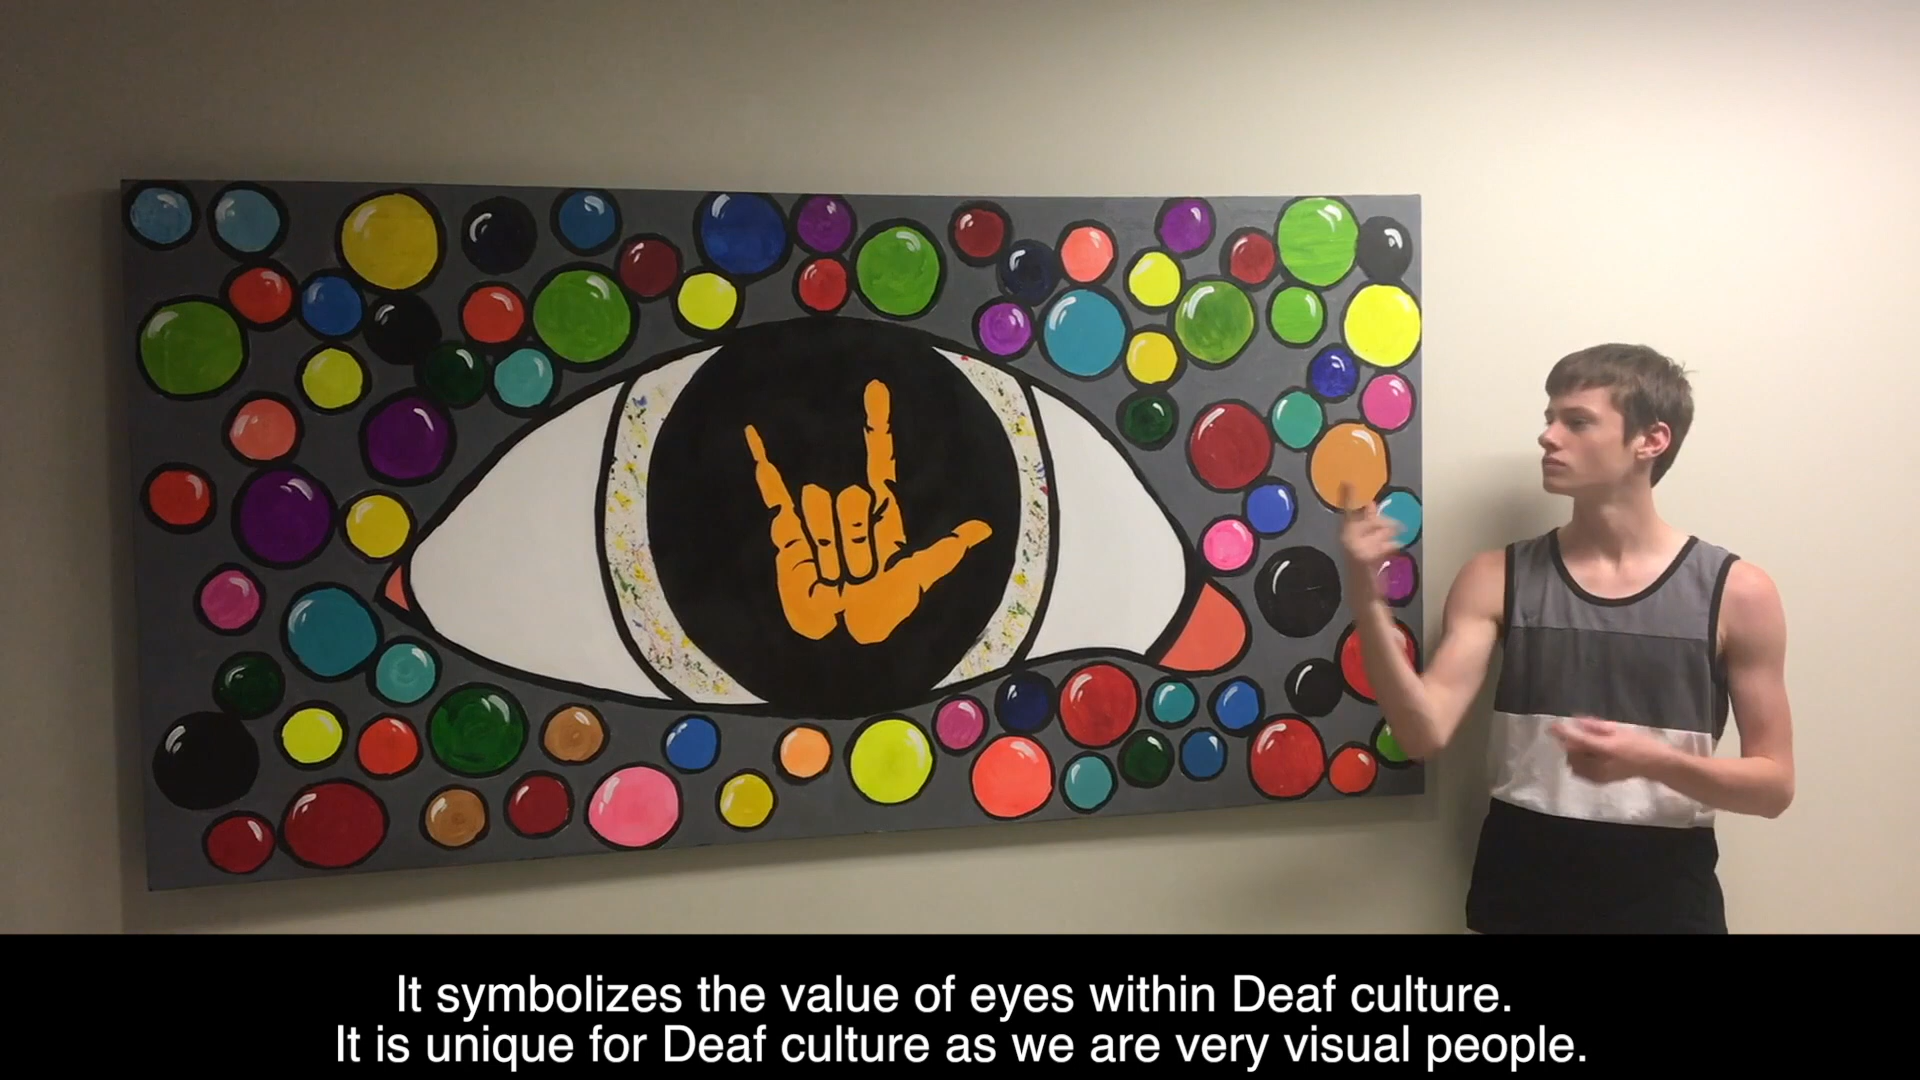 It symbolizes the value of eyes within Deaf culture.
It is unique for Deaf culture as we are very visual people.